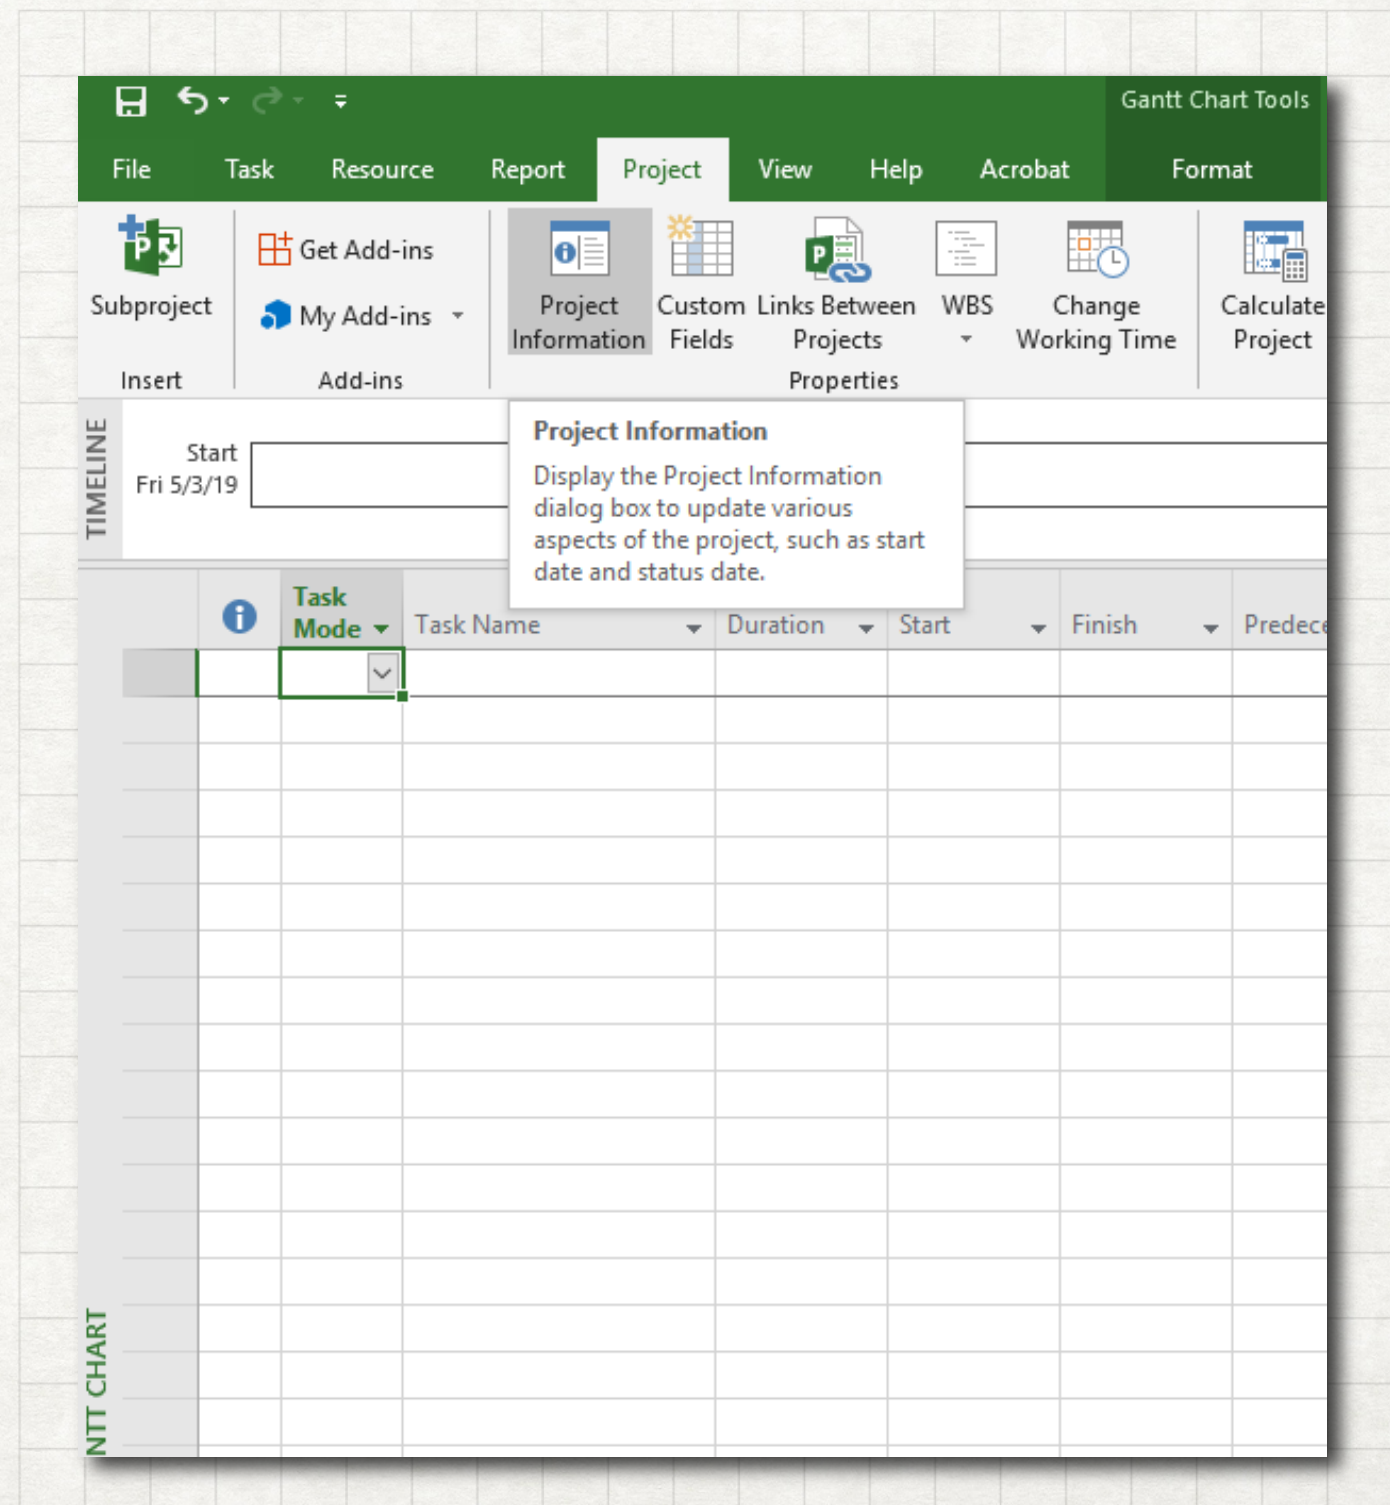 Gantt Chart Tools
File Task Resource Report Project View Help Acrobat Format
Subproject
Insert
Get Add-ins
My Add-ins
Add-ins
Project
Information
Custom
Fields
Links Between
Projects
WBS
Change
Working Time
Properties
Calculate
Project
TIMELINE
Start
Fri 5/3/19
Project Information
Display the Project Information
dialog box to update various
aspects of the project, such as start
date and status date.
Task
Mode
Task Name
Duration
Start
Finish
Predece
NTT CHART